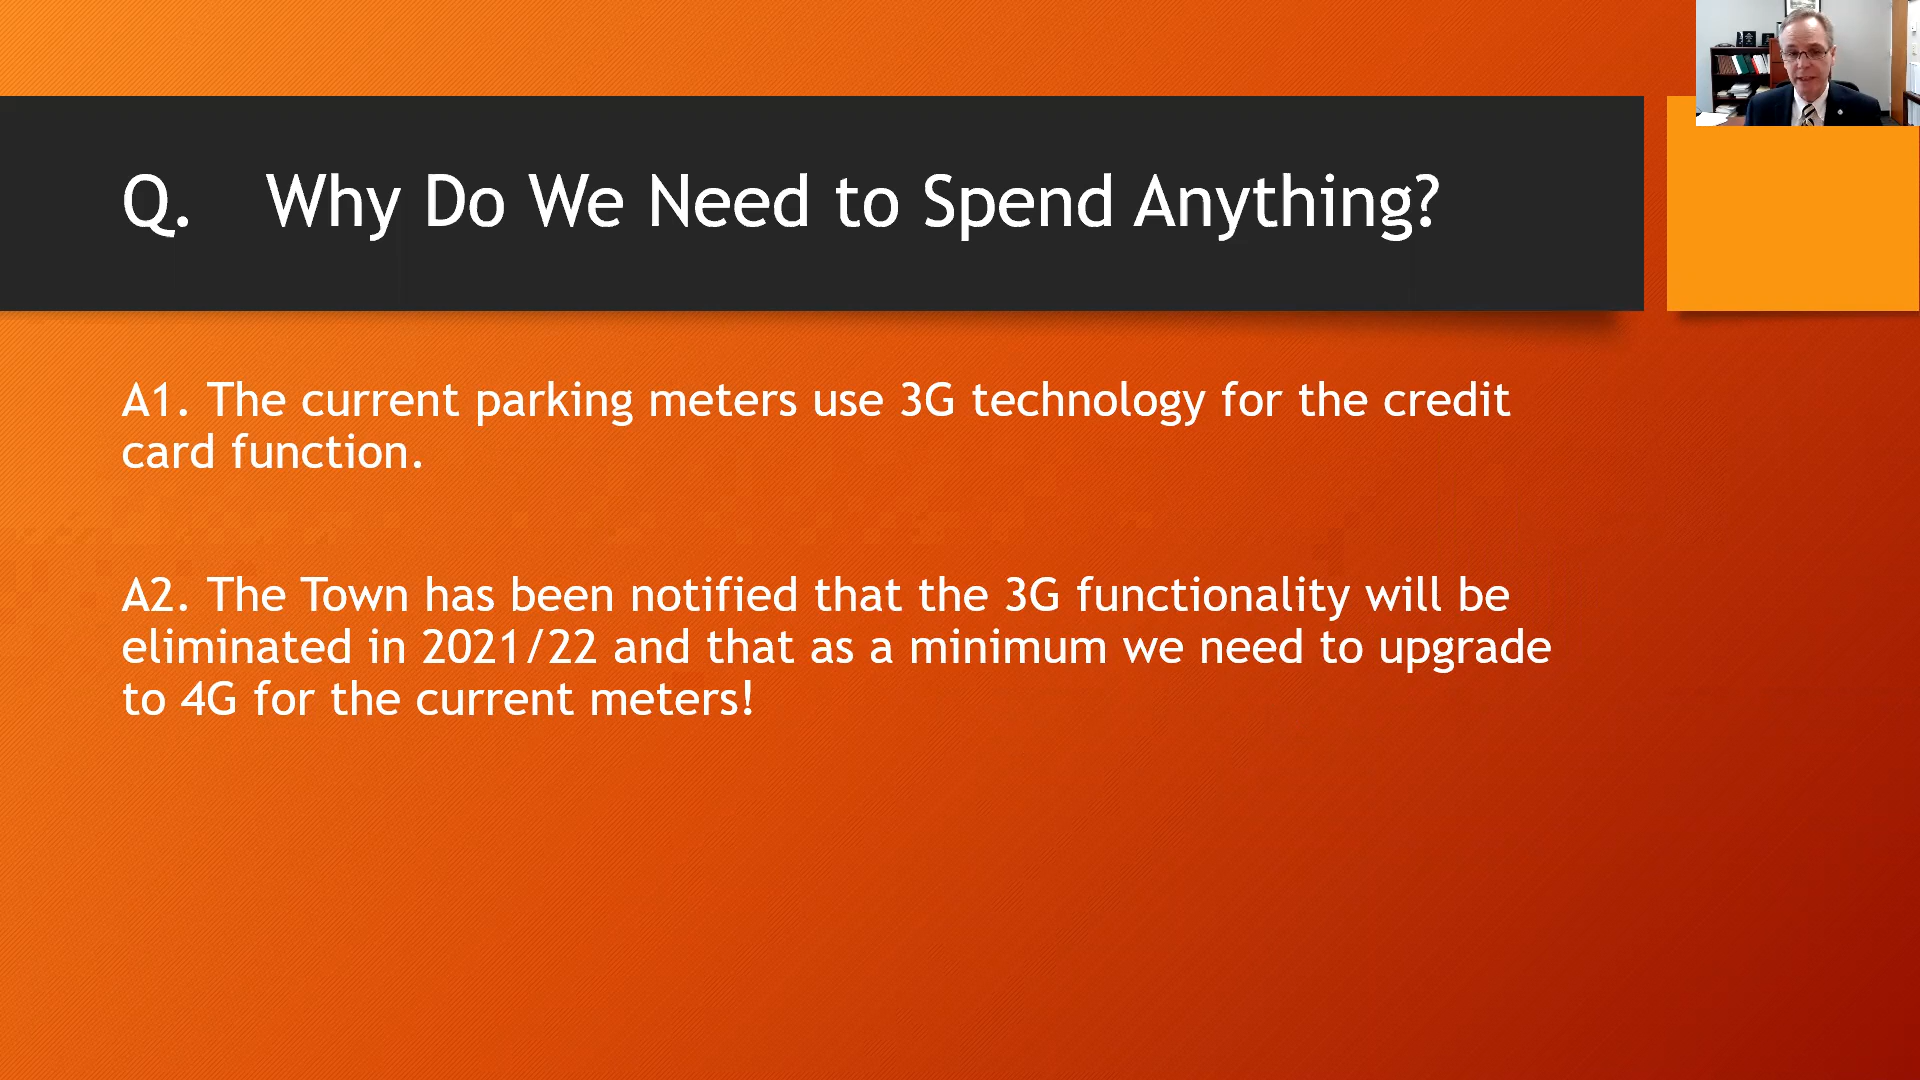 Q. Why Do We Need to Spend Anything?
A1. The current parking meters use 3G technology for the credit
card function.
A2. The Town has been notified that the 3G functionality will be
eliminated in 2021/22 and that as a minimum we need to upgrade
to 4G for the current meters!